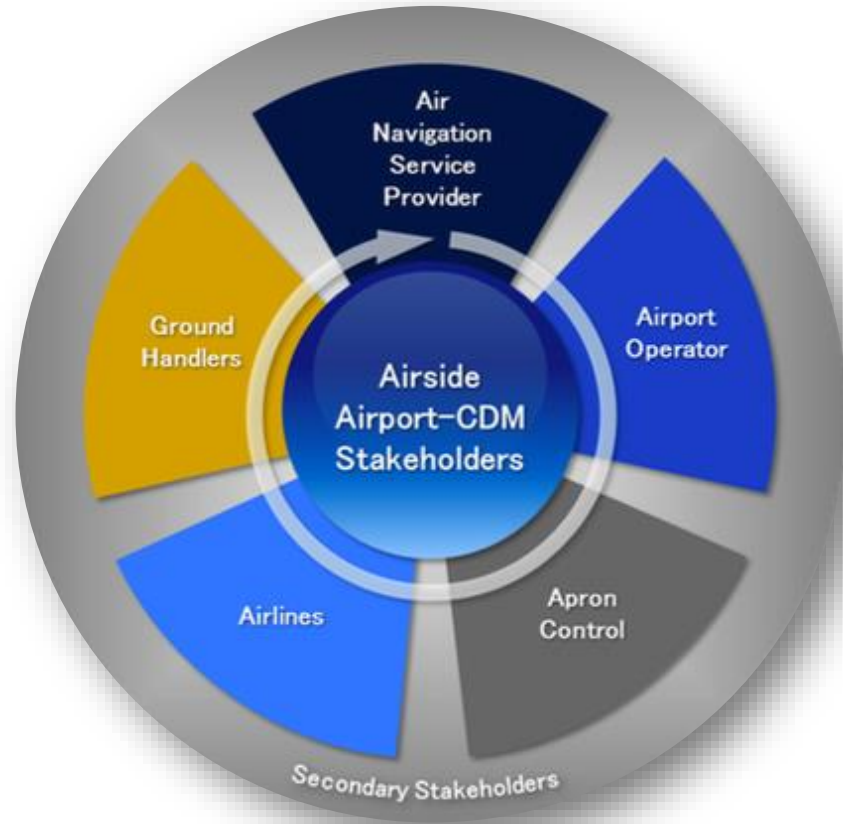 Air
Navigation
Service
Provider
Airport
Operator
Apron
Control
Airlines
Ground
Handlers
Airside
Airport-CDM
Stakeholders
Secondary Stakeholders